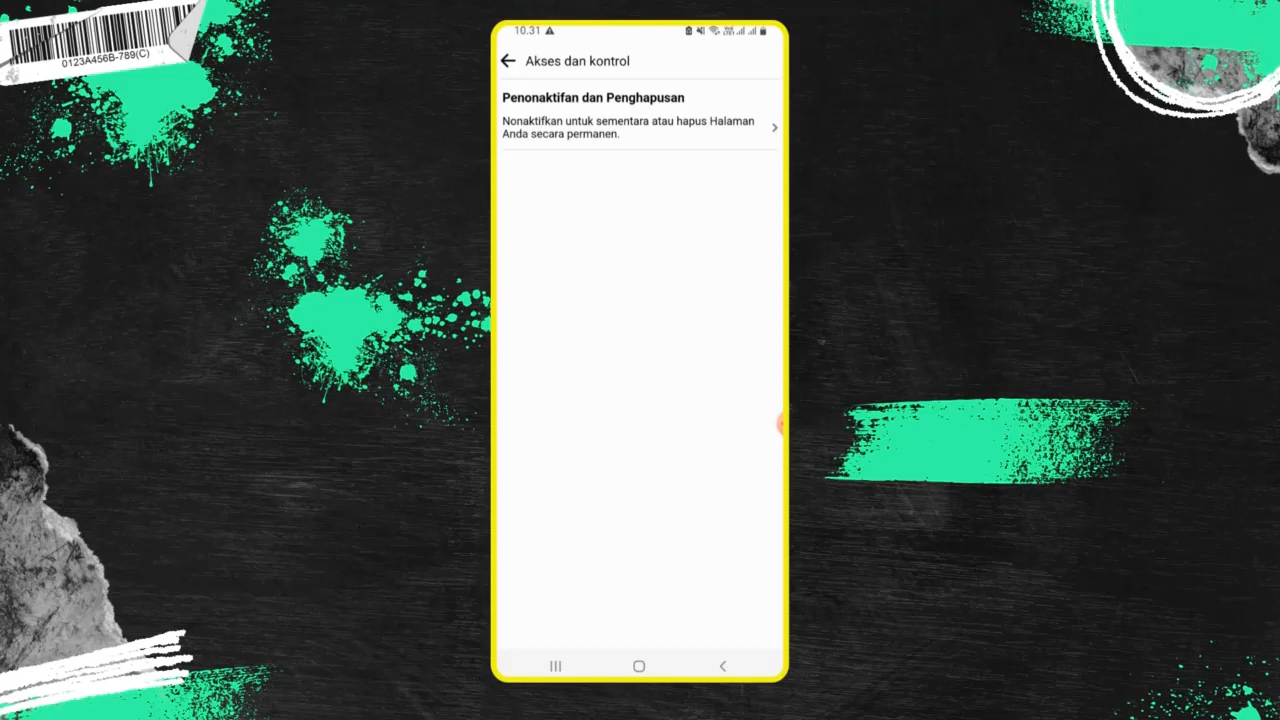 0123A456B-789(C)
10.31
Akses dan kontrol
Penonaktifan dan Penghapusan
Nonaktifkan untuk sementara atau hapus Halaman
Anda secara permanen.